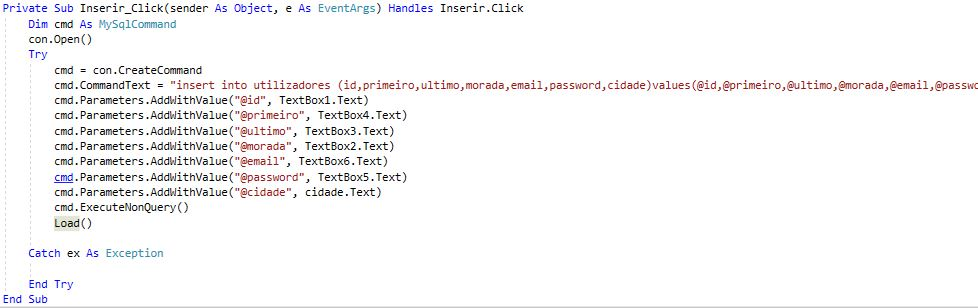 Private Sub Inserir_Click(sender As Object, e As EventArgs) Handles Inserir.Click
Dim cmd As MySqlCommand
con.Open()
Try
cmd = con.CreateCommand
cmd.CommandText = "insert into utilizadores (id,primeiro,ultimo,morada,email,password,cidade)values(@id,@primeiro,@ultimo,@morada,@email,@passwo
cmd.Parameters.AddWithValue("@id", TextBox1.Text)
cmd.Parameters.AddWithValue("@primeiro", TextBox4.Text)
cmd.Parameters.AddWithValue("@ultimo", TextBox3.Text)
cmd.Parameters.AddWithValue("@morada", TextBox2.Text)
cmd.Parameters.AddWithValue("@email", TextBox6.Text)
cmd.Parameters.AddWithValue("@password", TextBox5.Text)
cmd.Parameters.AddWithValue("@cidade", cidade.Text)
cmd.ExecuteNonQuery()
Load()
Catch ex As Exception
End Try
End Sub